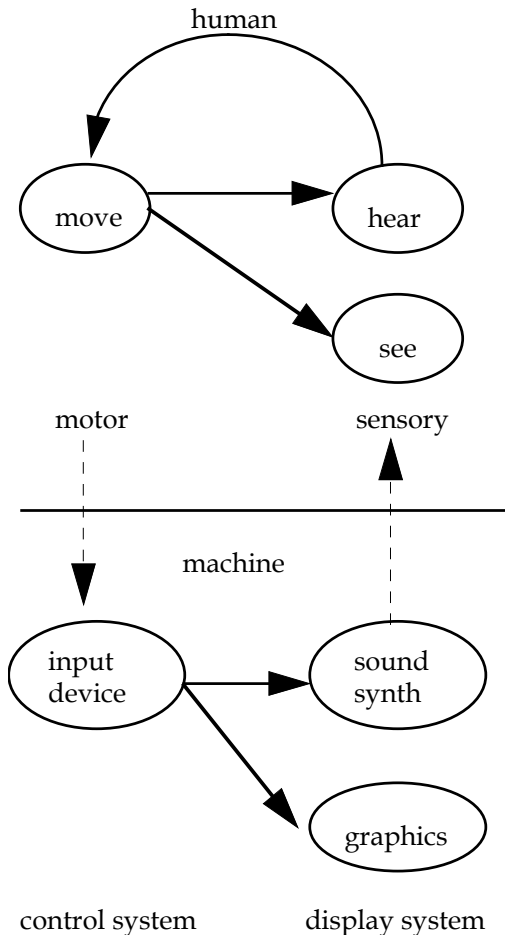 human
move
hear
see
motor
sensory
machine
input
device
sound
synth
graphics
control system
display system